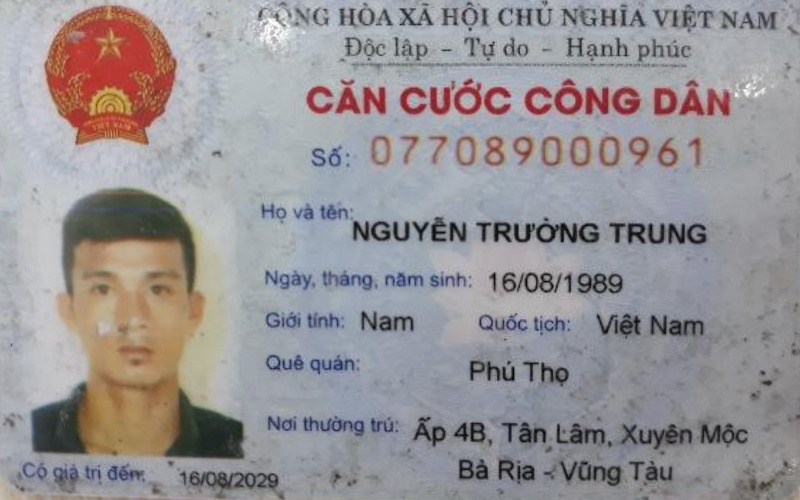 CỘNG HÒA XÃ HỘI CHỦ NGHĨA VIỆT NAM
Độc lập - Tự do - Hạnh phúc
CĂN CƯỚC CÔNG DÂN
Số: 077089000961
Họ và tên: NGUYỄN TRƯỜNG TRUNG
Ngày, tháng, năm sinh: 16/08/1989
Giới tính: Nam Quốc tịch: Việt Nam
Quê quán: Phú Thọ
Nơi thường trú: Ấp 4B, Tân Lâm, Xuyên Mộc
Bà Rịa - Vũng Tàu
Có giá trị đến: 16/08/2029
VIỆT NAM